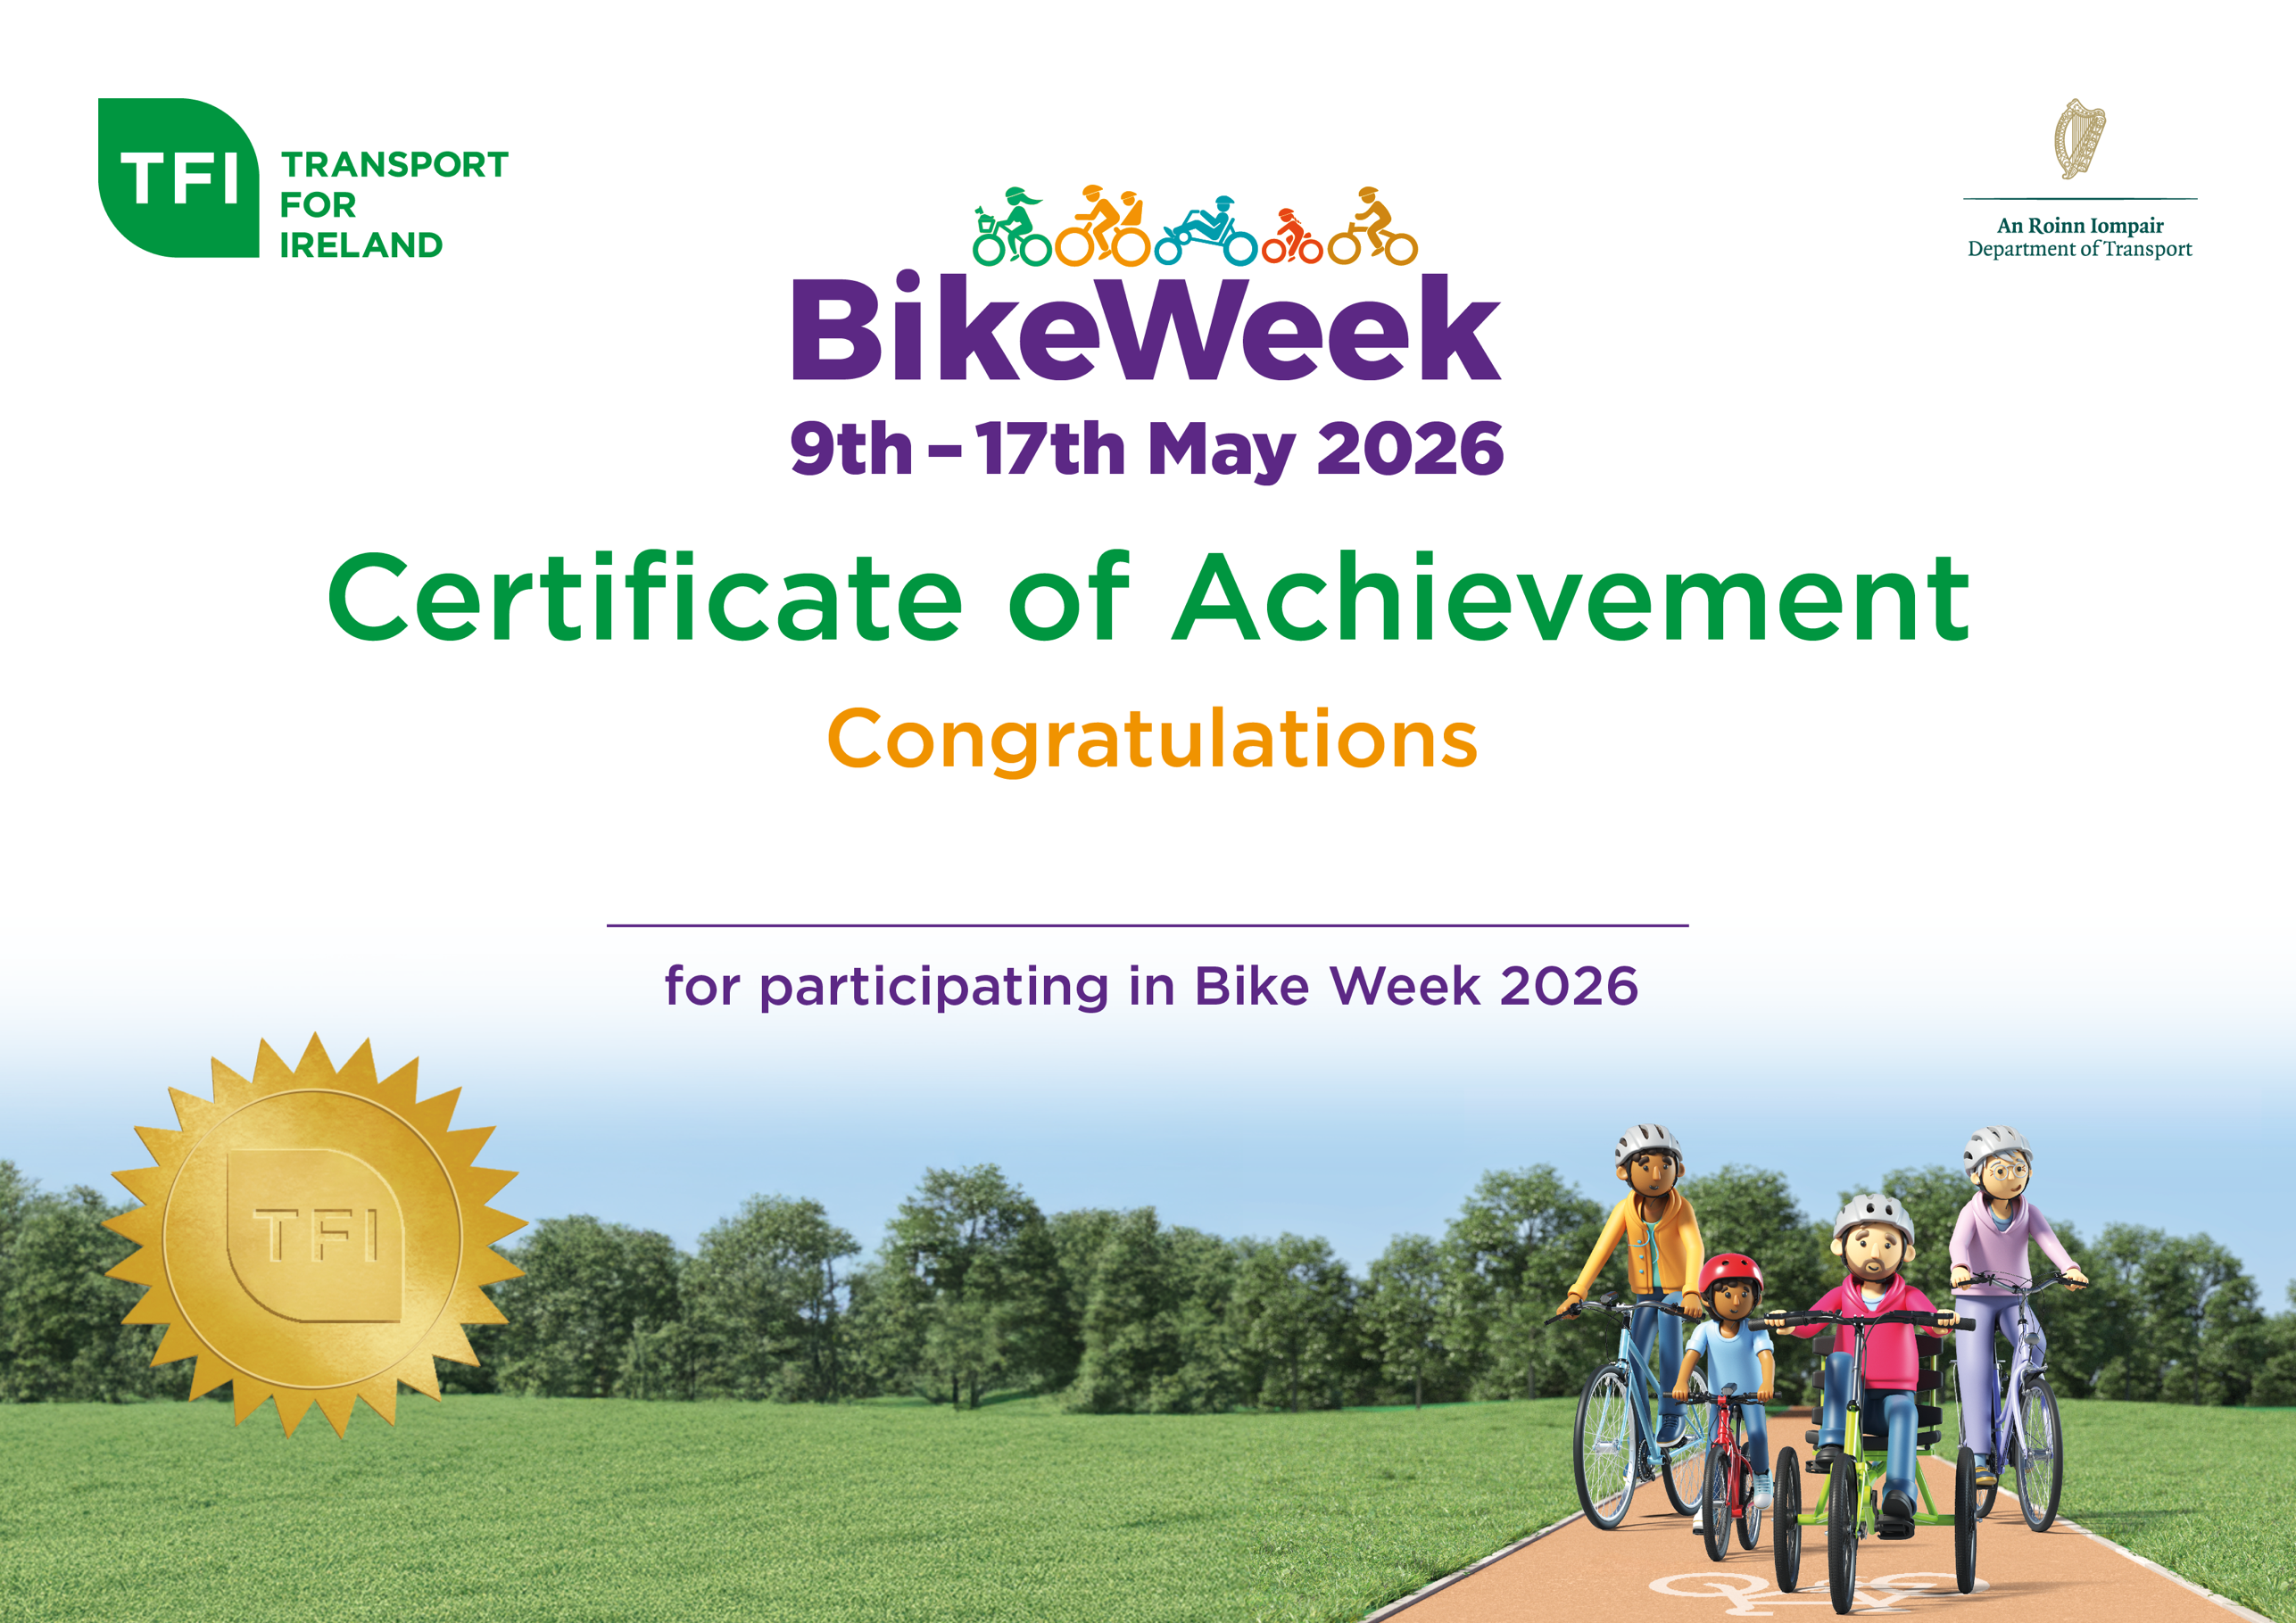 TFI
TRANSPORT
FOR
IRELAND
An Roinn Iompair
Department of Transport
BikeWeek
9th – 17th May 2026
Certificate of Achievement
Congratulations
for participating in Bike Week 2026
TFI